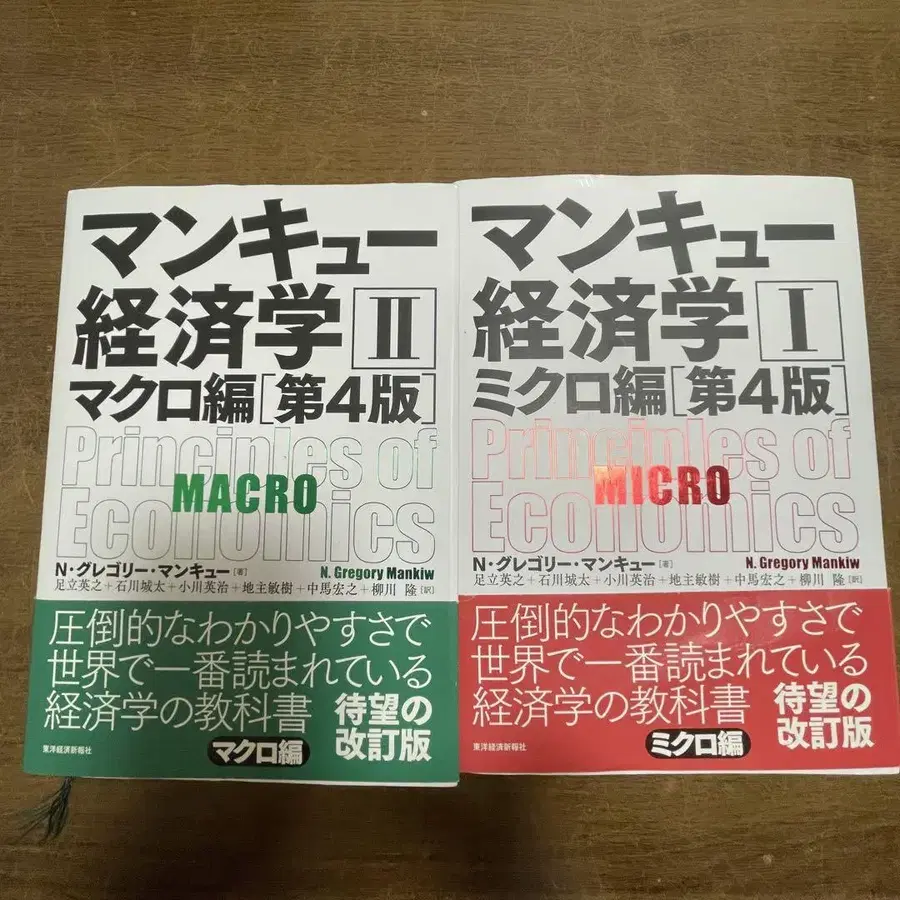 マンキュー
経済学 II
マクロ編[第4版]
Principles of
Economics
MACRO
N・グレゴリー・マンキュー[著]
N. Gregory Mankiw
足立英之+石川城太+小川英治+地主敏樹+中馬宏之+柳川 隆[訳]
圧倒的なわかりやすさで
世界で一番読まれている
経済学の教科書
待望の
改訂版
マクロ編
東洋経済新報社
マンキュー
経済学 I
ミクロ編[第4版]
Principles of
Economics
MICRO
N・グレゴリー・マンキュー[著]
N. Gregory Mankiw
足立英之+石川城太+小川英治+地主敏樹+中馬宏之+柳川 隆[訳]
圧倒的なわかりやすさで
世界で一番読まれている
経済学の教科書
待望の
改訂版
ミクロ編
東洋経済新報社